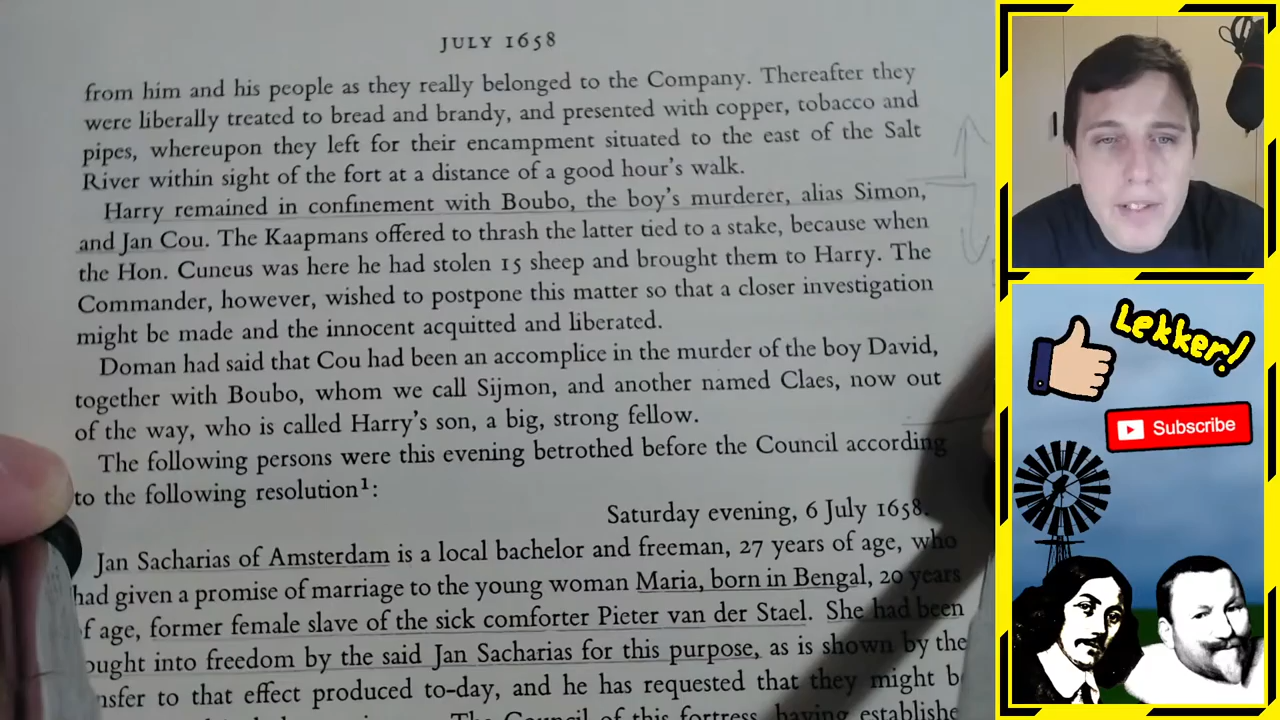 JULY 1658
from him and his people as they really belonged to the Company. Thereafter they
were liberally treated to bread and brandy, and presented with copper, tobacco and
pipes, whereupon they left for their encampment situated to the east of the Salt
River within sight of the fort at a distance of a good hour's walk.
Harry remained in confinement with Boubo, the boy's murderer, alias Simon,
and Jan Cou. The Kaapmans offered to thrash the latter tied to a stake, because when
the Hon. Cuneus was here he had stolen 15 sheep and brought them to Harry. The
Commander, however, wished to postpone this matter so that a closer investigation
might be made and the innocent acquitted and liberated.
Doman had said that Cou had been an accomplice in the murder of the boy David,
together with Boubo, whom we call Sijmon, and another named Claes, now out
of the way, who is called Harry's son, a big, strong fellow.
The following persons were this evening betrothed before the Council according
to the following resolution¹:
Saturday evening, 6 July 1658.
Jan Sacharias of Amsterdam is a local bachelor and freeman, 27 years of age, who
had given a promise of marriage to the young woman Maria, born in Bengal, 20 years
f age, former female slave of the sick comforter Pieter van der Stael. She had been
ought into freedom by the said Jan Sacharias for this purpose, as is shown by the
nsfer to that effect produced to-day, and he has requested that they might b
The Council of this fortress, having establishe
Lekker!
Subscribe